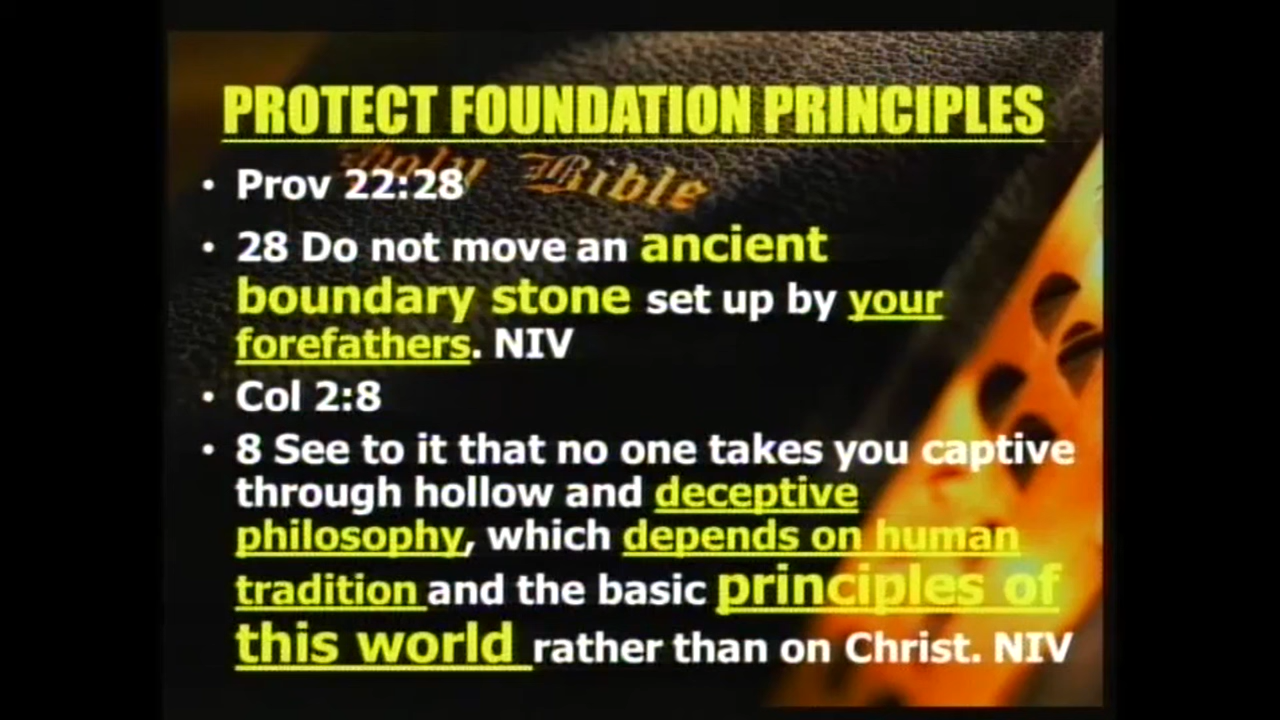 PROTECT FOUNDATION PRINCIPLES
Holy Bible
• Prov 22:28
• 28 Do not move an ancient
boundary stone set up by your
forefathers. NIV
• Col 2:8
• 8 See to it that no one takes you captive
through hollow and deceptive
philosophy, which depends on human
tradition and the basic principles of
this world rather than on Christ. NIV